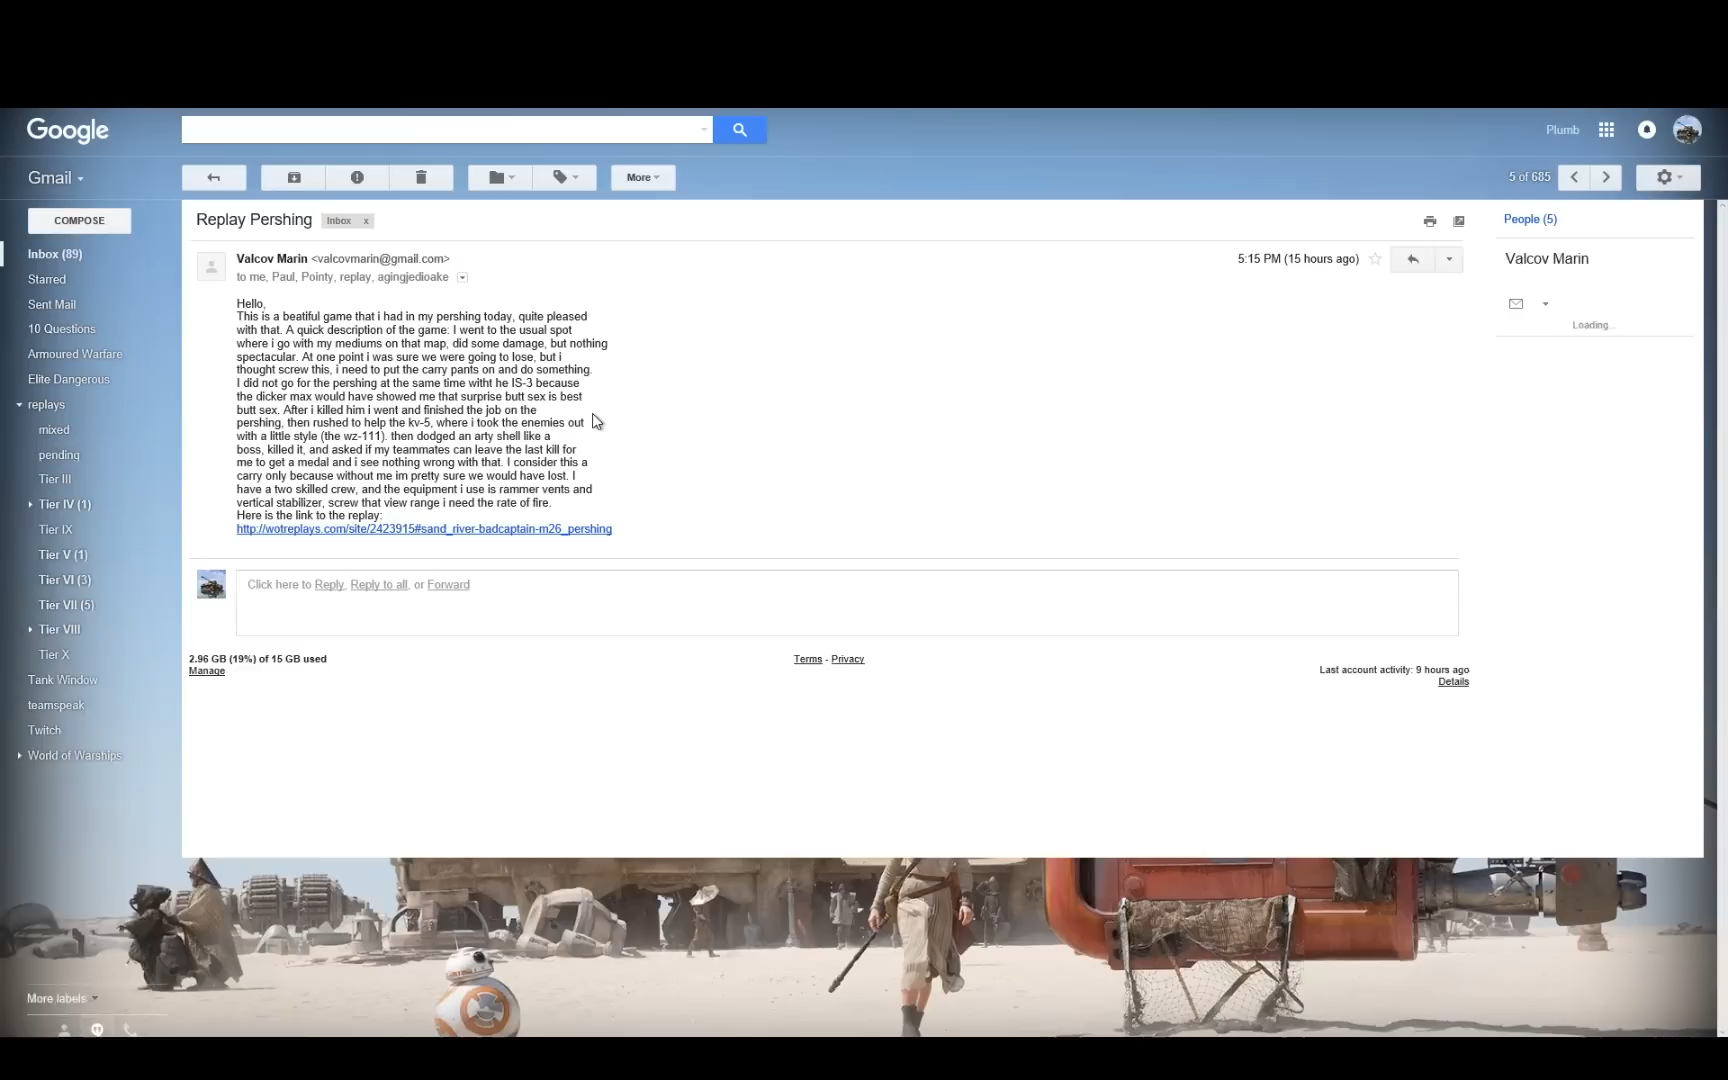 Google
Plumb
Gmail
More
5 of 685
COMPOSE
Inbox (89)
Starred
Sent Mail
10 Questions
Armoured Warfare
Elite Dangerous
replays
mixed
pending
Tier III
Tier IV (1)
Tier IX
Tier V (1)
Tier VI (3)
Tier VII (5)
Tier VIII
Tier X
Tank Window
teamspeak
Twitch
World of Warships
More labels
Replay Pershing Inbox x
Valcov Marin <valcovmarin@gmail.com>
5:15 PM (15 hours ago)
to me, Paul, Pointy, replay, agingjedioake
Hello,
This is a beatiful game that i had in my pershing today, quite pleased
with that. A quick description of the game: I went to the usual spot
where i go with my mediums on that map, did some damage, but nothing
spectacular. At one point i was sure we were going to lose, but i
thought screw this, i need to put the carry pants on and do something.
I did not go for the pershing at the same time witht he IS-3 because
the dicker max would have showed me that surprise butt sex is best
butt sex. After i killed him i went and finished the job on the
pershing, then rushed to help the kv-5, where i took the enemies out
with a little style (the wz-111). then dodged an arty shell like a
boss, killed it, and asked if my teammates can leave the last kill for
me to get a medal and i see nothing wrong with that. I consider this a
carry only because without me im pretty sure we would have lost. I
have a two skilled crew, and the equipment i use is rammer vents and
vertical stabilizer, screw that view range i need the rate of fire.
Here is the link to the replay:
http://wotreplays.com/site/2423915#sand_river-badcaptain-m26_pershing
Click here to Reply, Reply to all, or Forward
2.96 GB (19%) of 15 GB used
Manage
Terms - Privacy
Last account activity: 9 hours ago
Details
People (5)
Valcov Marin
Loading...